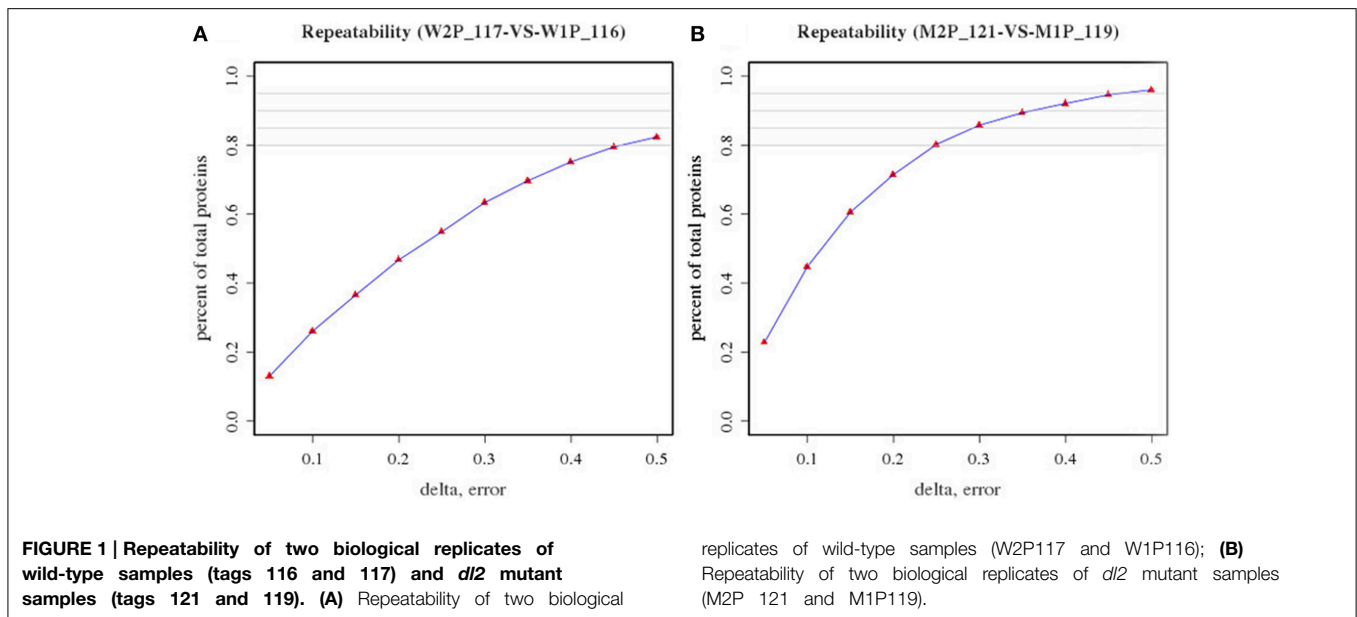 A
Repeatability (W2P_117-VS-W1P_116)
percent of total proteins
1.0
0.8
0.6
0.4
0.2
0.0
0.1 0.2 0.3 0.4 0.5
delta, error
B
Repeatability (M2P_121-VS-M1P_119)
percent of total proteins
1.0
0.8
0.6
0.4
0.2
0.0
0.1 0.2 0.3 0.4 0.5
delta, error
FIGURE 1 | Repeatability of two biological replicates of
wild-type samples (tags 116 and 117) and dl2 mutant
samples (tags 121 and 119). (A) Repeatability of two biological
replicates of wild-type samples (W2P117 and W1P116); (B)
Repeatability of two biological replicates of dl2 mutant samples
(M2P 121 and M1P119).